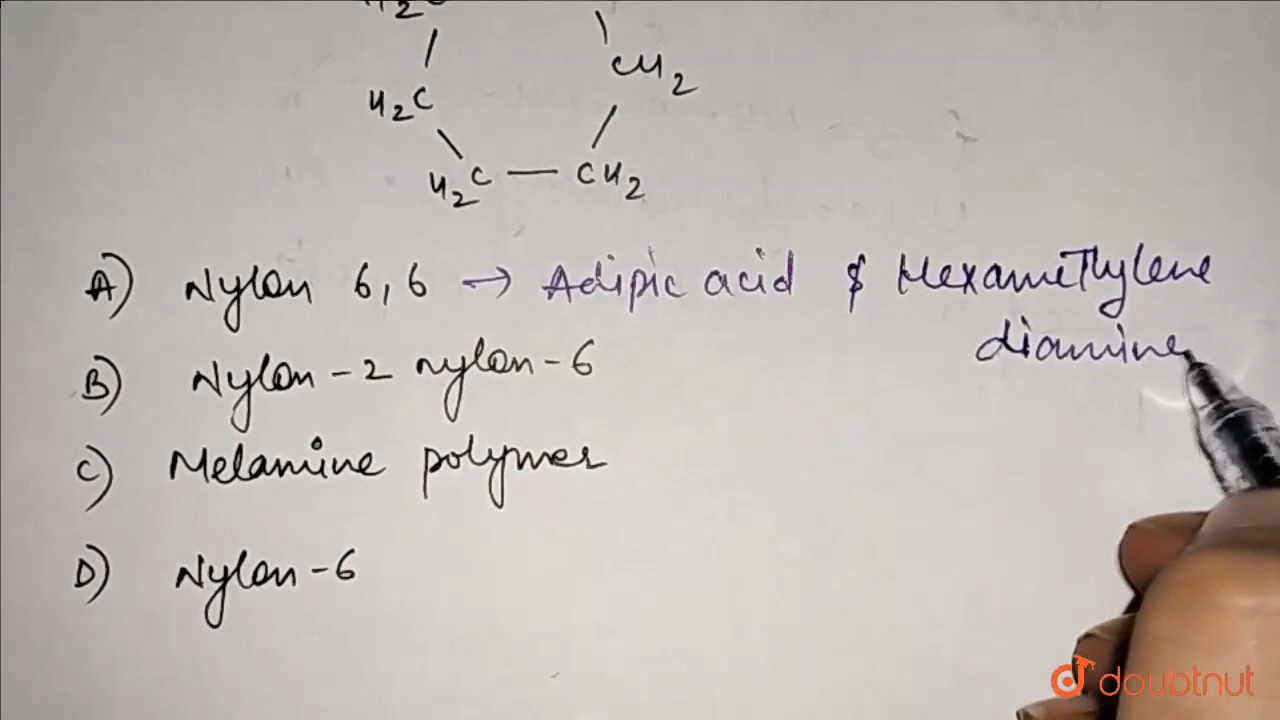 H₂C
CH₂
H₂C
H₂C — CH₂
A) Nylon 6,6 → Adipic acid & Hexamethylene
diamine
B) Nylon-2 nylon-6
C) Melamine polymer
D) Nylon-6
doubtnut